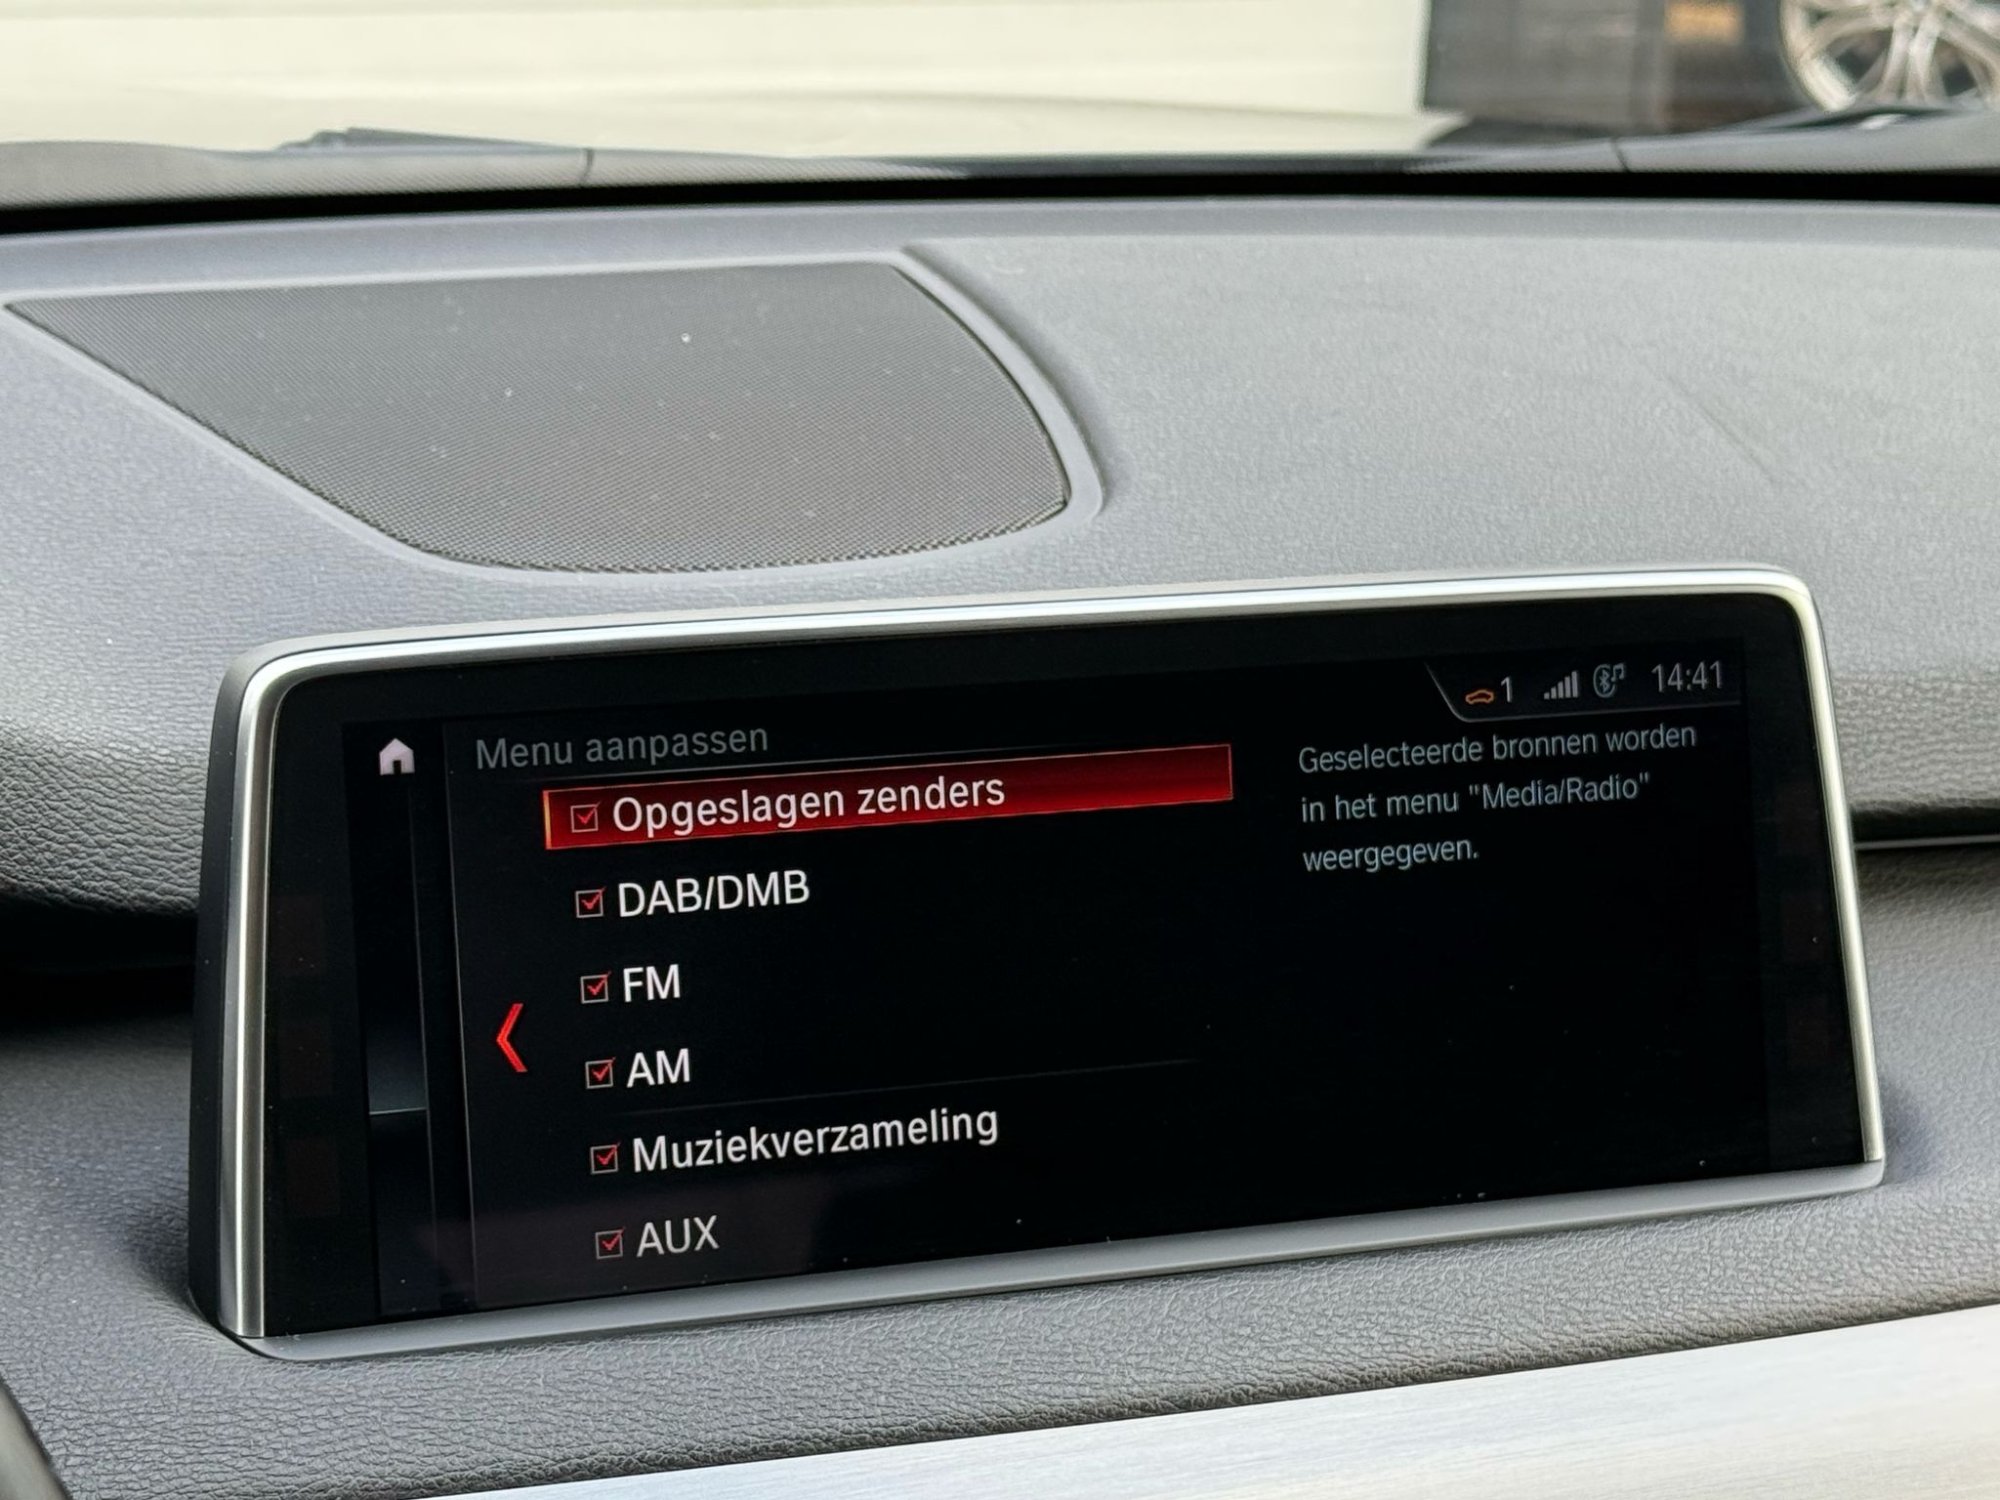 1 14:41
Menu aanpassen
Opgeslagen zenders
DAB/DMB
FM
AM
Muziekverzameling
AUX
Geselecteerde bronnen worden
in het menu "Media/Radio"
weergegeven.